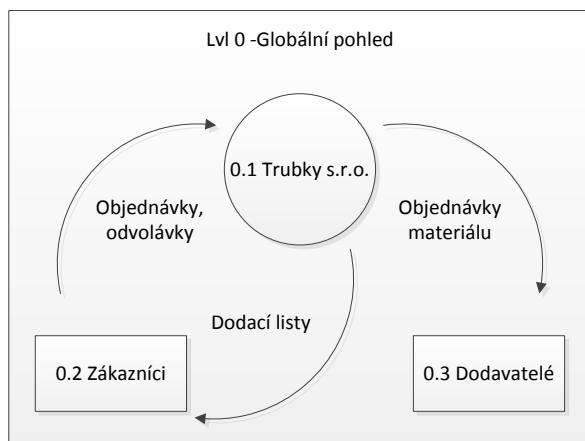 Lvl 0 -Globální pohled
0.1 Trubky s.r.o.
Objednávky,
odvolávky
Objednávky
materiálu
Dodací listy
0.2 Zákazníci
0.3 Dodavatelé